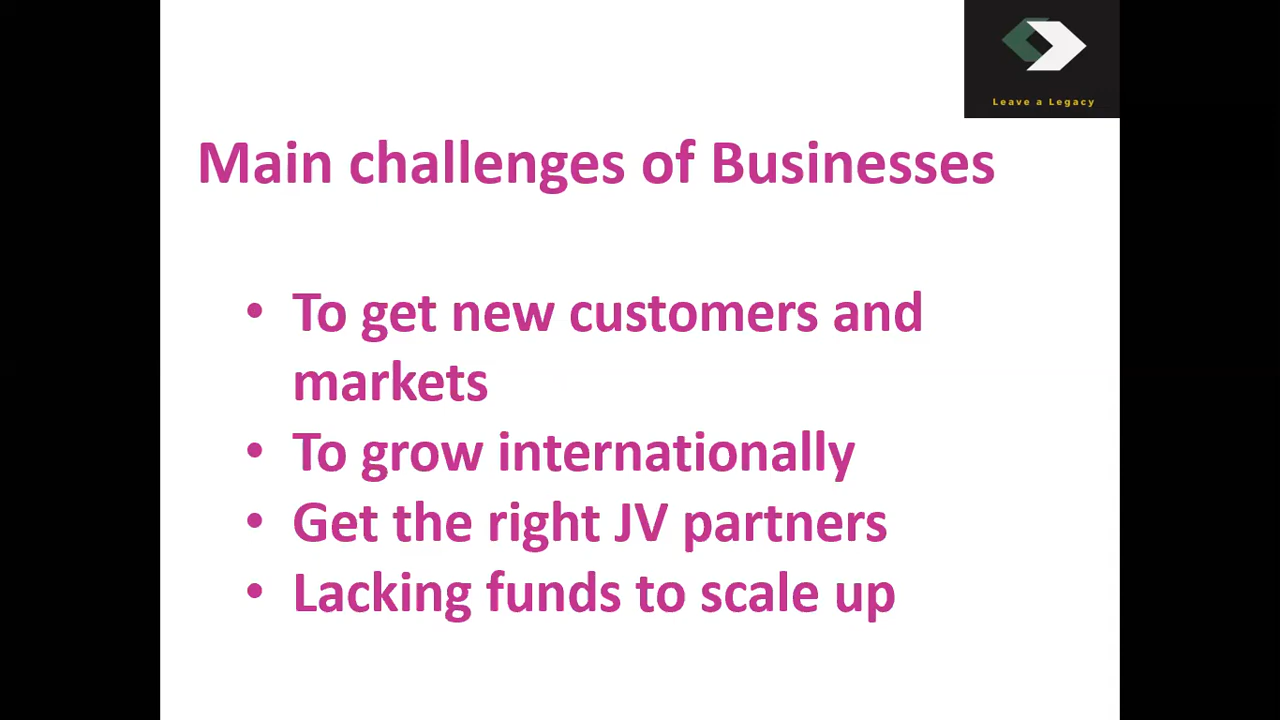 Leave a Legacy
Main challenges of Businesses
• To get new customers and
markets
• To grow internationally
• Get the right JV partners
• Lacking funds to scale up